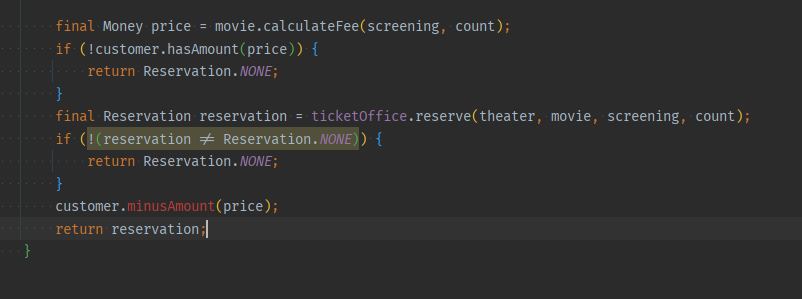 final Money price = movie.calculateFee(screening, count);
if (!customer.hasAmount(price)) {
return Reservation.NONE;
}
final Reservation reservation = ticketOffice.reserve(theater, movie, screening, count);
if (!(reservation ≠ Reservation.NONE)) {
return Reservation.NONE;
}
customer.minusAmount(price);
return reservation;
}